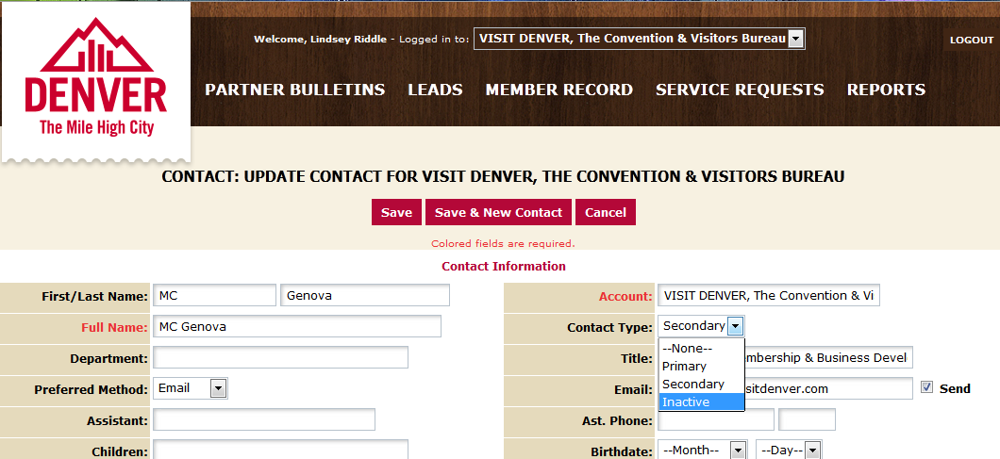 Welcome, Lindsey Riddle - Logged in to: VISIT DENVER, The Convention & Visitors Bureau LOGOUT
DENVER
The Mile High City
PARTNER BULLETINS LEADS MEMBER RECORD SERVICE REQUESTS REPORTS
CONTACT: UPDATE CONTACT FOR VISIT DENVER, THE CONVENTION & VISITORS BUREAU
Save Save & New Contact Cancel
Colored fields are required.
Contact Information
First/Last Name: MC Genova Account: VISIT DENVER, The Convention & Vi
Full Name: MC Genova Contact Type: Secondary
--None--
Primary
Secondary
Inactive
Department: Title: mbership & Business Devel
Preferred Method: Email Email: sitdenver.com Send
Assistant: Ast. Phone:
Children: Birthdate: --Month-- --Day--